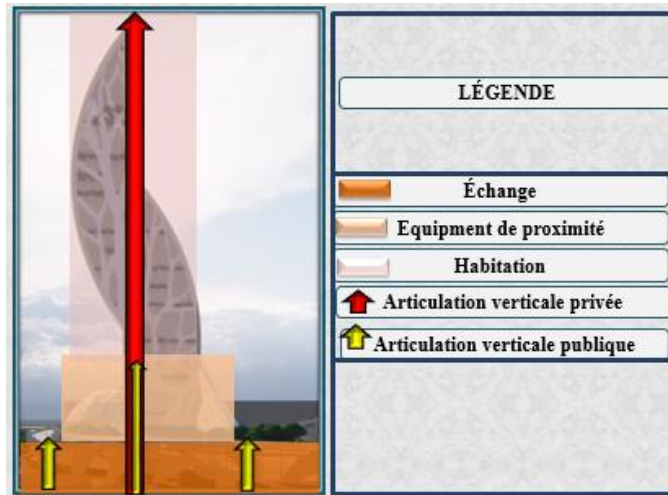 LÉGENDE
Échange
Equipment de proximité
Habitation
Articulation verticale privée
Articulation verticale publique